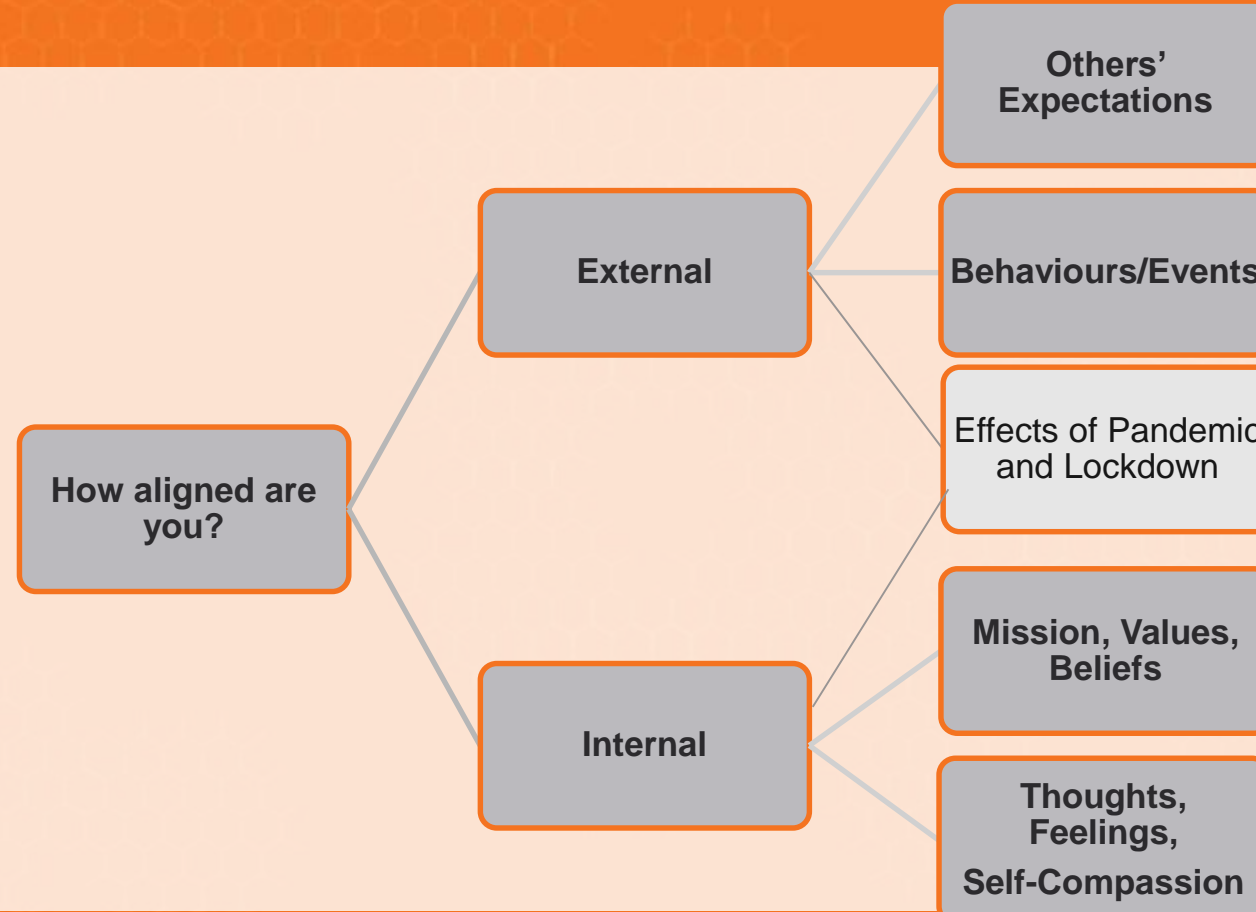 Others’
Expectations
External
Behaviours/Events
Effects of Pandemic
and Lockdown
How aligned are
you?
Mission, Values,
Beliefs
Internal
Thoughts,
Feelings,
Self-Compassion